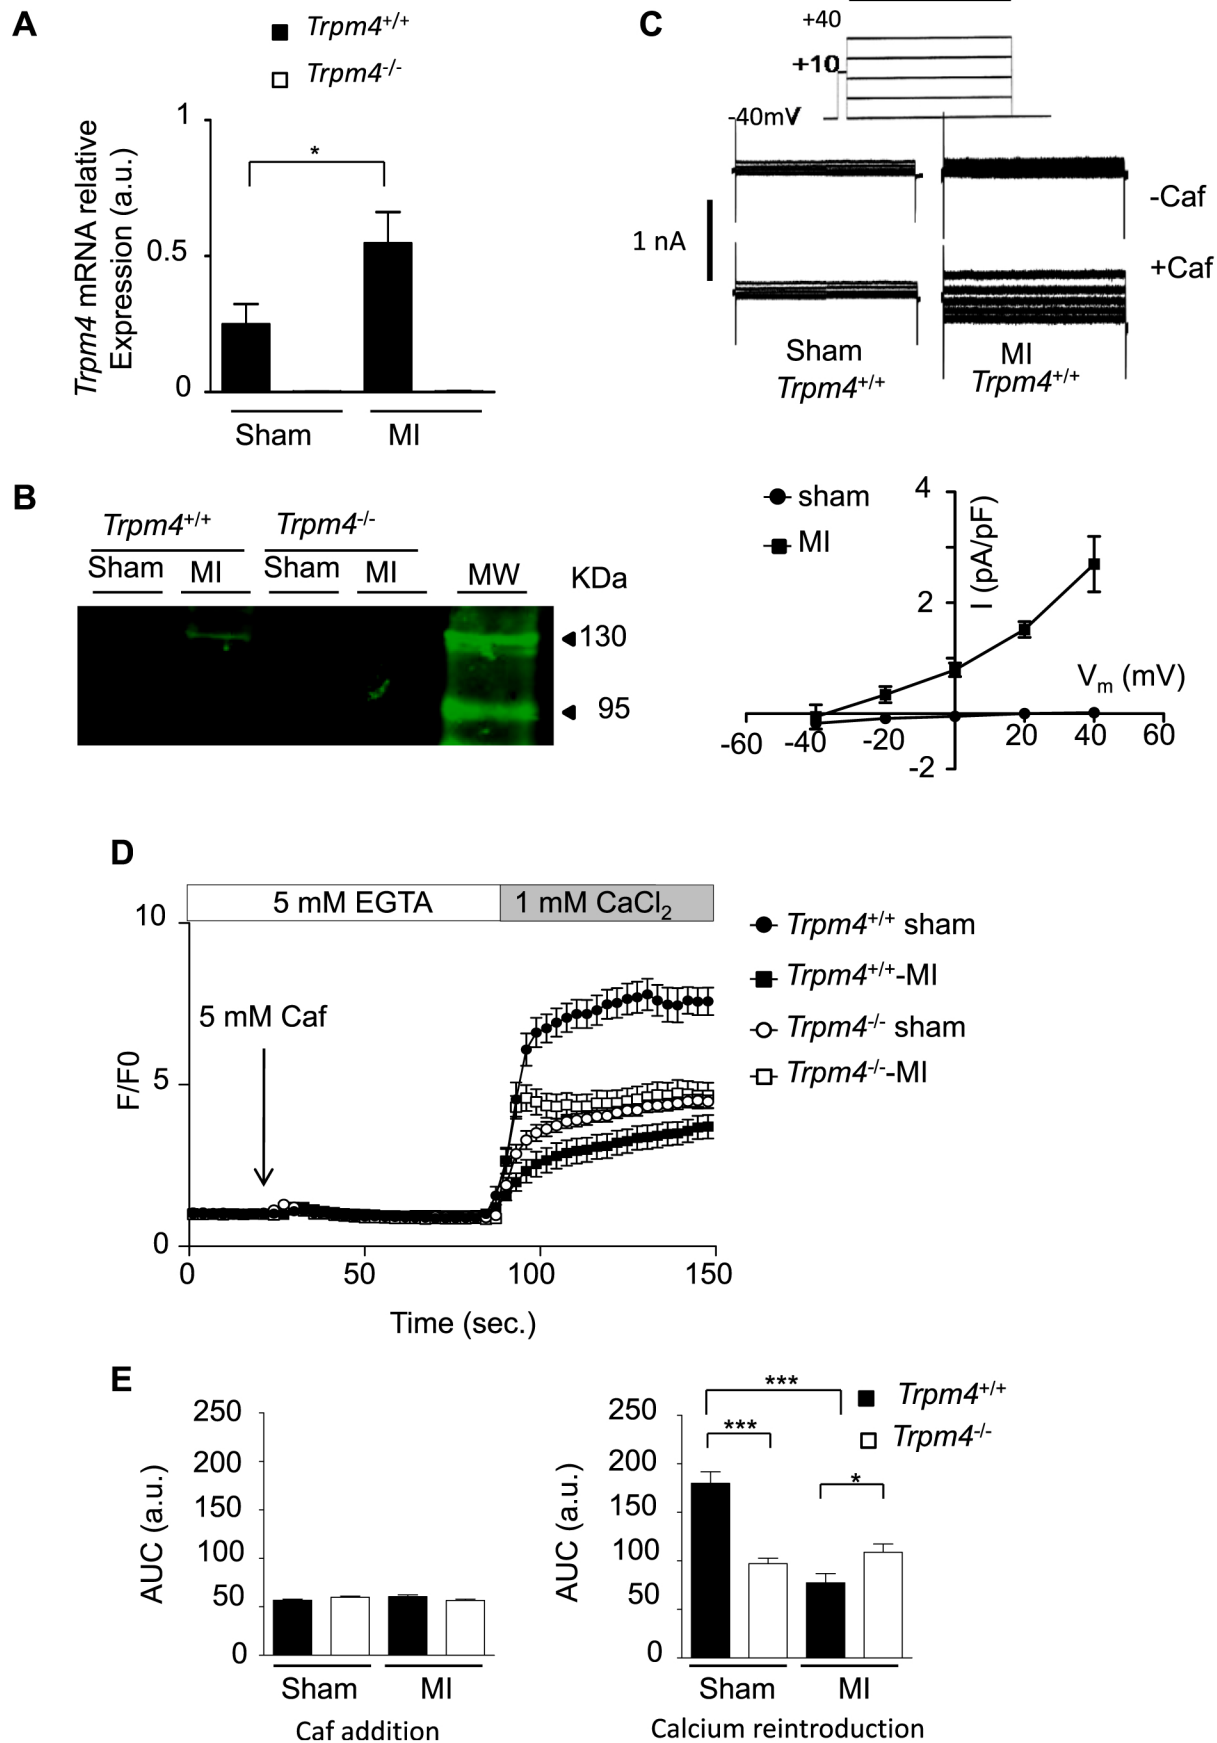 A
Trpm4+/+
Trpm4-/-
1
0.5
0
*
Trpm4 mRNA relative
Expression (a.u.)
Sham
MI
C
+40
+10
-40mV
-Caf
+Caf
1 nA
Sham
Trpm4+/+
MI
Trpm4+/+
B
Trpm4+/+
Trpm4-/-
Sham
MI
Sham
MI
MW
KDa
130
95
sham
MI
4
2
-2
I (pA/pF)
Vm (mV)
-60
-40
-20
20
40
60
D
5 mM EGTA
1 mM CaCl2
10
5
0
5 mM Caf
F/F0
0
50
100
150
Time (sec.)
Trpm4+/+ sham
Trpm4+/+-MI
Trpm4-/- sham
Trpm4-/--MI
E
250
200
150
100
50
0
AUC (a.u.)
Sham
MI
Caf addition
250
200
150
100
50
0
AUC (a.u.)
***
***
*
Trpm4+/+
Trpm4-/-
Sham
MI
Calcium reintroduction